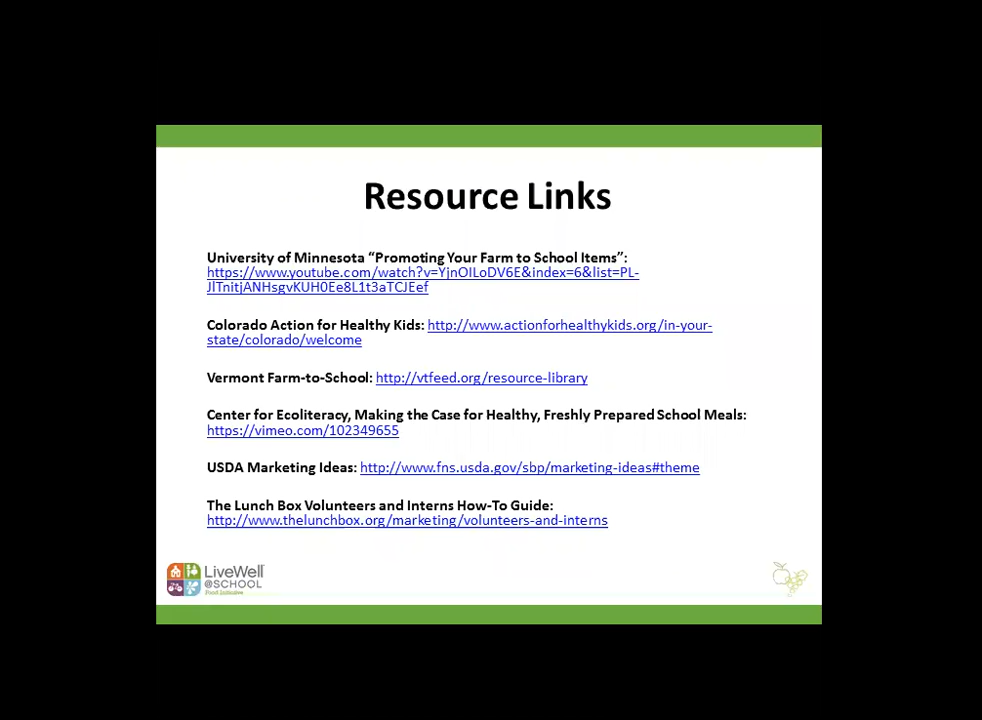 Resource Links
University of Minnesota “Promoting Your Farm to School Items”:
https://www.youtube.com/watch?v=YjnOILoDV6E&index=6&list=PL-
JlTnitjANHsgvKUH0Ee8L1t3aTCJEef
Colorado Action for Healthy Kids: http://www.actionforhealthykids.org/in-your-
state/colorado/welcome
Vermont Farm-to-School: http://vtfeed.org/resource-library
Center for Ecoliteracy, Making the Case for Healthy, Freshly Prepared School Meals:
https://vimeo.com/102349655
USDA Marketing Ideas: http://www.fns.usda.gov/sbp/marketing-ideas#theme
The Lunch Box Volunteers and Interns How-To Guide:
http://www.thelunchbox.org/marketing/volunteers-and-interns
LiveWell
@SCHOOL
Food Initiative